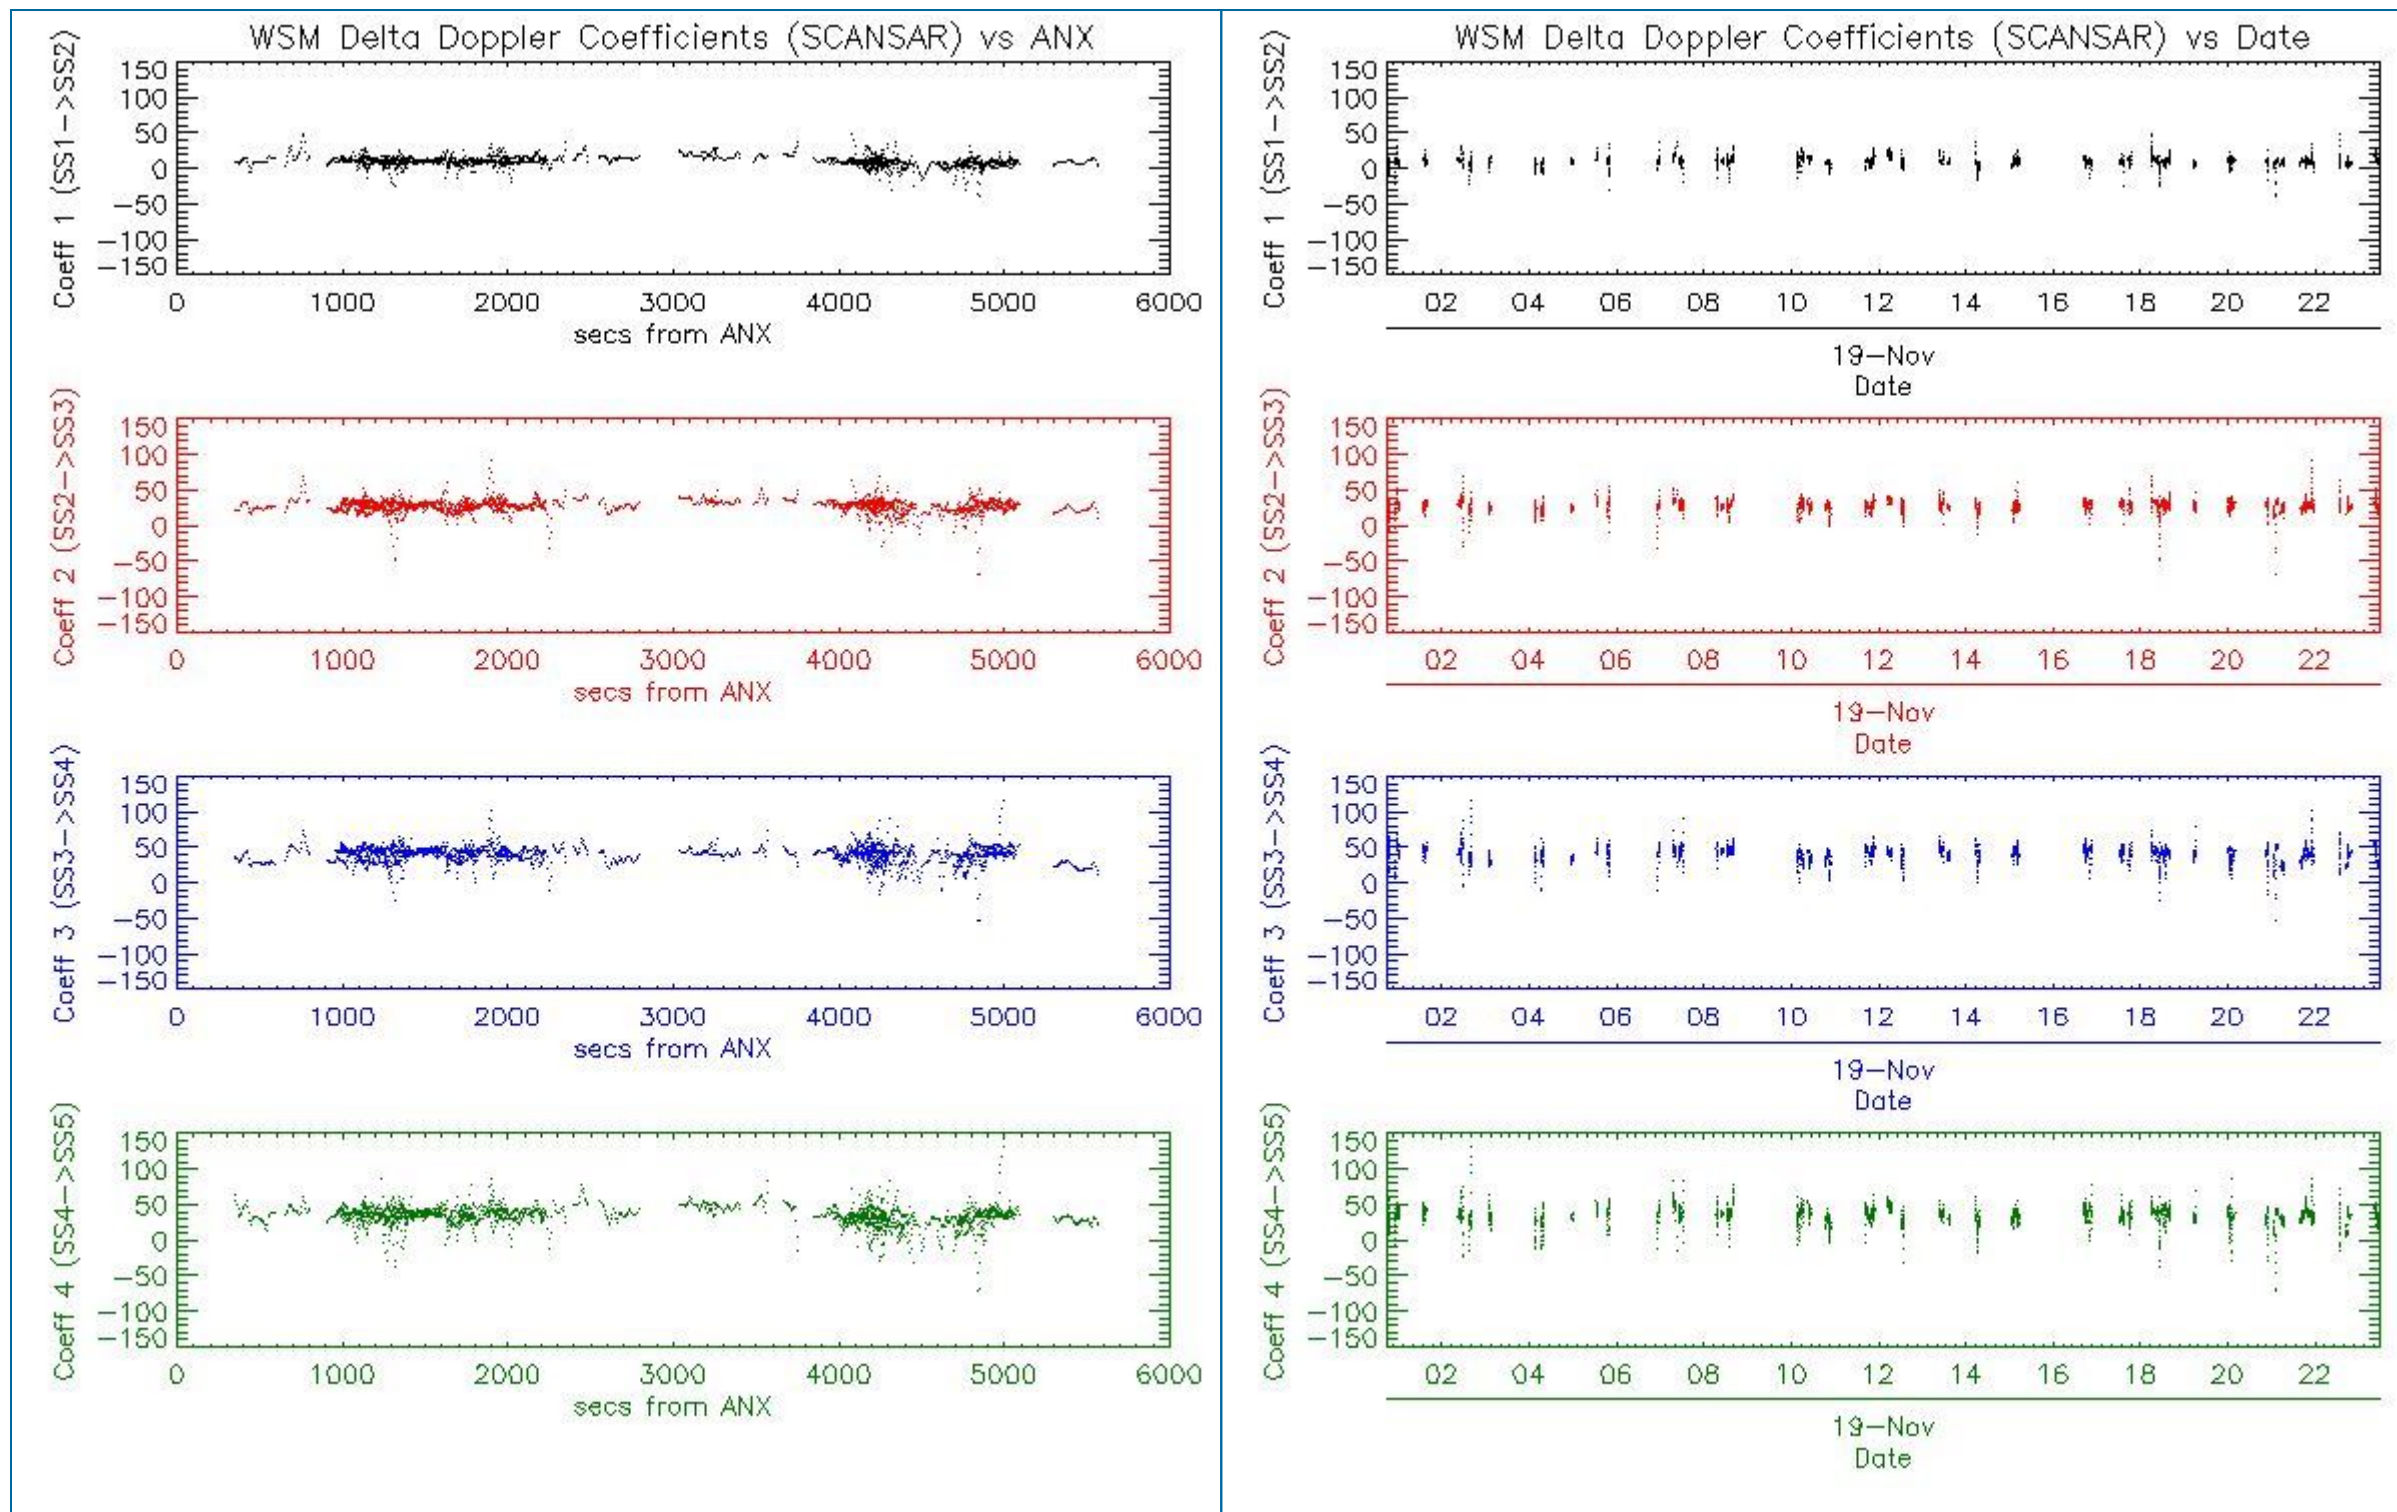 WSM Delta Doppler Coefficients (SCANSAR) vs ANX
Coeff 1 (SS1->SS2)
150
100
50
0
-50
-100
-150
0 1000 2000 3000 4000 5000 6000
secs from ANX
Coeff 2 (SS2->SS3)
150
100
50
0
-50
-100
-150
0 1000 2000 3000 4000 5000 6000
secs from ANX
Coeff 3 (SS3->SS4)
150
100
50
0
-50
-100
-150
0 1000 2000 3000 4000 5000 6000
secs from ANX
Coeff 4 (SS4->SS5)
150
100
50
0
-50
-100
-150
0 1000 2000 3000 4000 5000 6000
secs from ANX
WSM Delta Doppler Coefficients (SCANSAR) vs Date
Coeff 1 (SS1->SS2)
150
100
50
0
-50
-100
-150
02 04 06 08 10 12 14 16 18 20 22
19-Nov
Date
Coeff 2 (SS2->SS3)
150
100
50
0
-50
-100
-150
02 04 06 08 10 12 14 16 18 20 22
19-Nov
Date
Coeff 3 (SS3->SS4)
150
100
50
0
-50
-100
-150
02 04 06 08 10 12 14 16 18 20 22
19-Nov
Date
Coeff 4 (SS4->SS5)
150
100
50
0
-50
-100
-150
02 04 06 08 10 12 14 16 18 20 22
19-Nov
Date